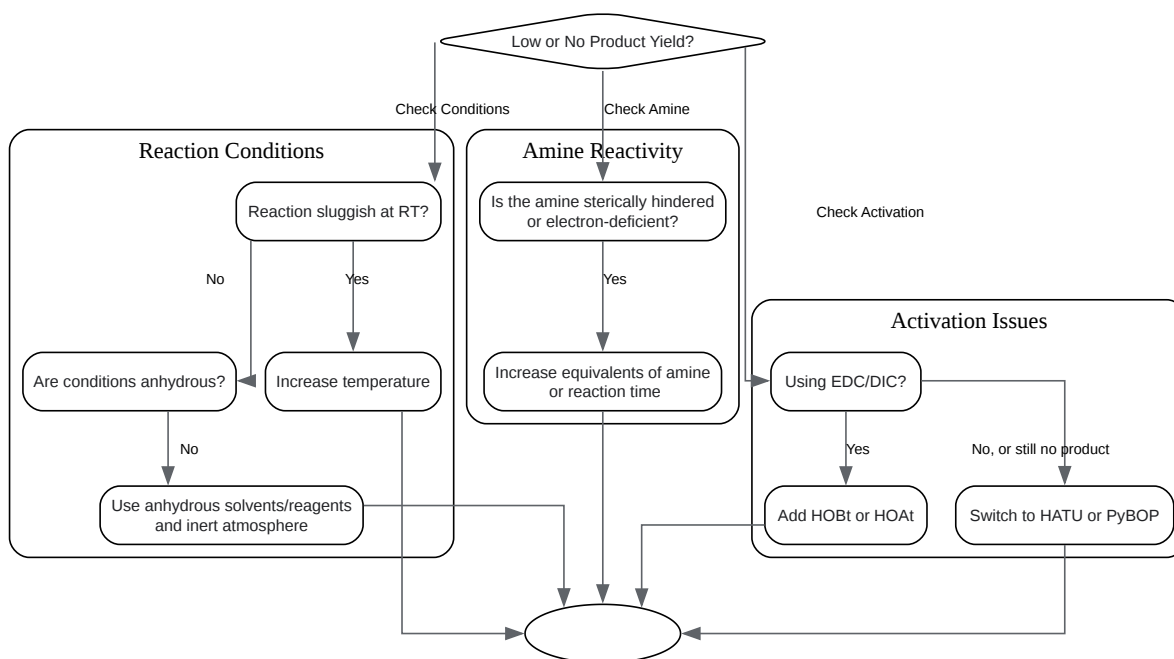 Low or No Product Yield?
Check Conditions
Check Amine
Reaction Conditions
Amine Reactivity
Reaction sluggish at RT?
Is the amine sterically hindered
or electron-deficient?
Check Activation
No
Yes
Yes
Activation Issues
Are conditions anhydrous?
Increase temperature
Increase equivalents of amine
or reaction time
Using EDC/DIC?
No
Yes
No, or still no product
Use anhydrous solvents/reagents
and inert atmosphere
Add HOBt or HOAt
Switch to HATU or PyBOP